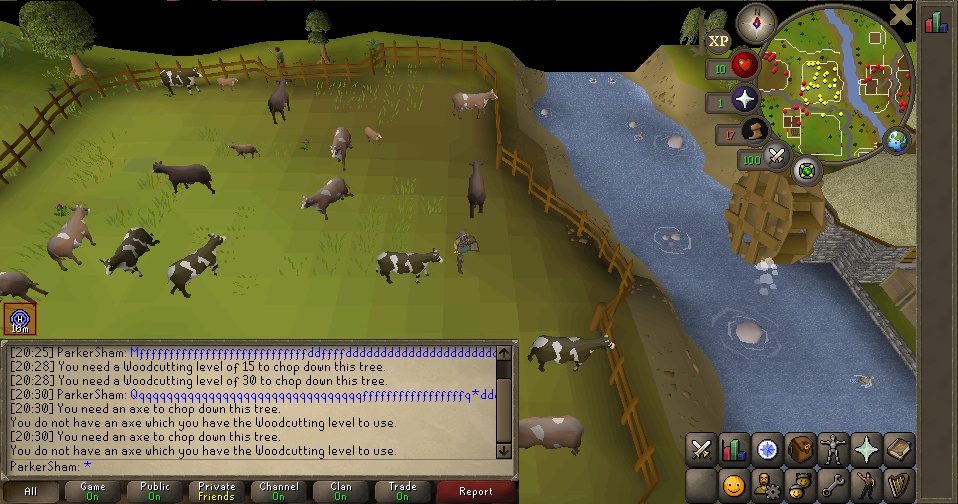 N
XP
10
1
17
100
10m
[20:25] ParkerSham: Mfffffffffffffffffffffffffffffddffffdddddddddddddddddddddddd
[20:28] You need a Woodcutting level of 15 to chop down this tree.
[20:28] You need a Woodcutting level of 30 to chop down this tree.
[20:30] ParkerSham: Qqqqqqqqqqqqqqqqqqqqqqqqqqqqqqqffffffffffffffffffq*dd
[20:30] You need an axe to chop down this tree.
You do not have an axe which you have the Woodcutting level to use.
[20:30] You need an axe to chop down this tree.
You do not have an axe which you have the Woodcutting level to use.
ParkerSham: *
All
Game
On
Public
On
Private
Friends
Channel
On
Clan
On
Trade
On
Report